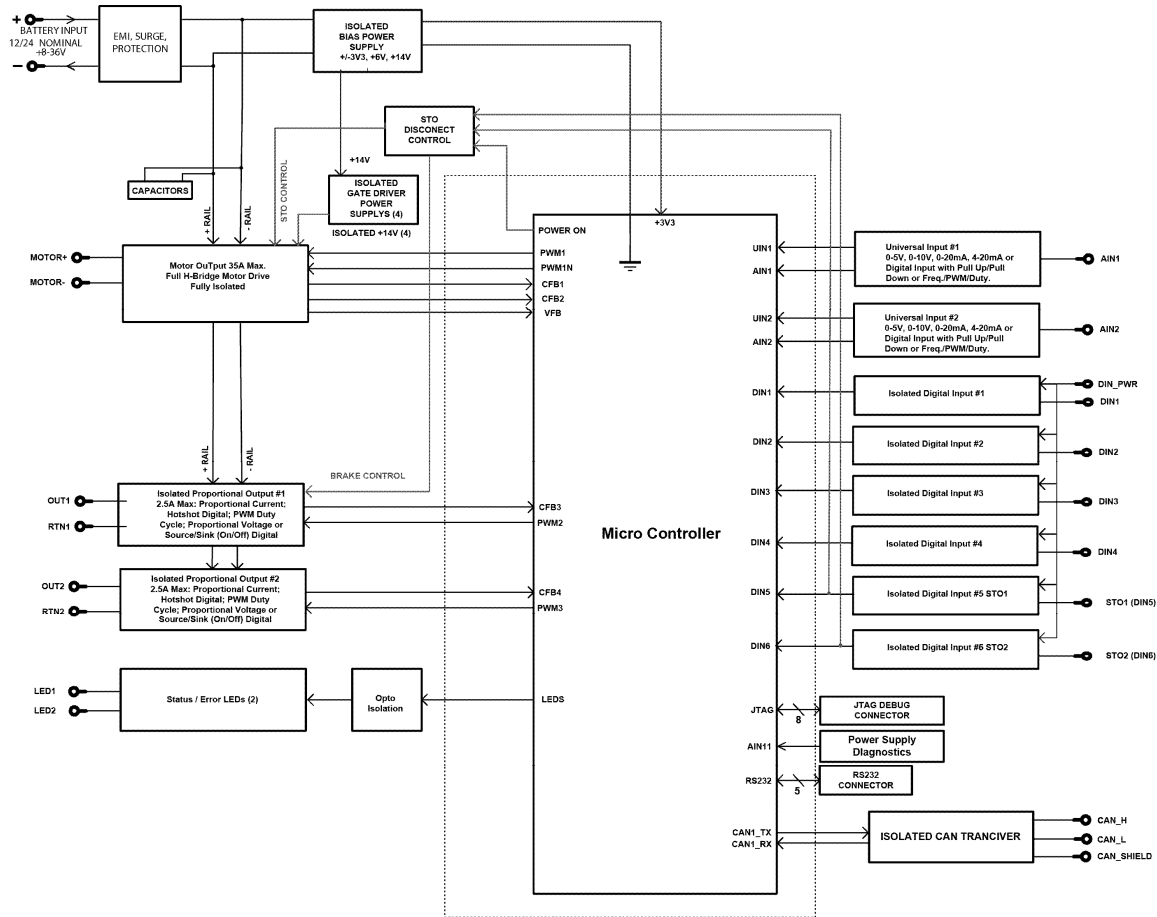 +
BATTERY INPUT
12/24 NOMINAL
+8-36V
−
EMI, SURGE,
PROTECTION
ISOLATED
BIAS POWER
SUPPLY
+/-3V3, +6V, +14V
STO
DISCONECT
CONTROL
+14V
CAPACITORS
ISOLATED
GATE DRIVER
POWER
SUPPLYS (4)
ISOLATED +14V (4)
STO CONTROL
+ RAIL
- RAIL
MOTOR+
MOTOR-
Motor OuTput 35A Max.
Full H-Bridge Motor Drive
Fully Isolated
+ RAIL
- RAIL
BRAKE CONTROL
OUT1
RTN1
Isolated Proportional Output #1
2.5A Max: Proportional Current;
Hotshot Digital; PWM Duty
Cycle; Proportional Voltage or
Source/Sink (On/Off) Digital
OUT2
RTN2
Isolated Proportional Output #2
2.5A Max: Proportional Current;
Hotshot Digital; PWM Duty
Cycle; Proportional Voltage or
Source/Sink (On/Off) Digital
LED1
LED2
Status / Error LEDs (2)
Opto
Isolation
+3V3
POWER ON
PWM1
PWM1N
CFB1
CFB2
VFB
CFB3
PWM2
CFB4
PWM3
LEDS
Micro Controller
UIN1
AIN1
UIN2
AIN2
DIN1
DIN2
DIN3
DIN4
DIN5
DIN6
JTAG
AIN11
RS232
CAN1_TX
CAN1_RX
Universal Input #1
0-5V, 0-10V, 0-20mA, 4-20mA or
Digital Input with Pull Up/Pull
Down or Freq./PWM/Duty.
AIN1
Universal Input #2
0-5V, 0-10V, 0-20mA, 4-20mA or
Digital Input with Pull Up/Pull
Down or Freq./PWM/Duty.
AIN2
Isolated Digital Input #1
DIN_PWR
DIN1
Isolated Digital Input #2
DIN2
Isolated Digital Input #3
DIN3
Isolated Digital Input #4
DIN4
Isolated Digital Input #5 STO1
STO1 (DIN5)
Isolated Digital Input #6 STO2
STO2 (DIN6)
8
JTAG DEBUG
CONNECTOR
Power Supply
Diagnostics
5
RS232
CONNECTOR
ISOLATED CAN TRANCIVER
CAN_H
CAN_L
CAN_SHIELD